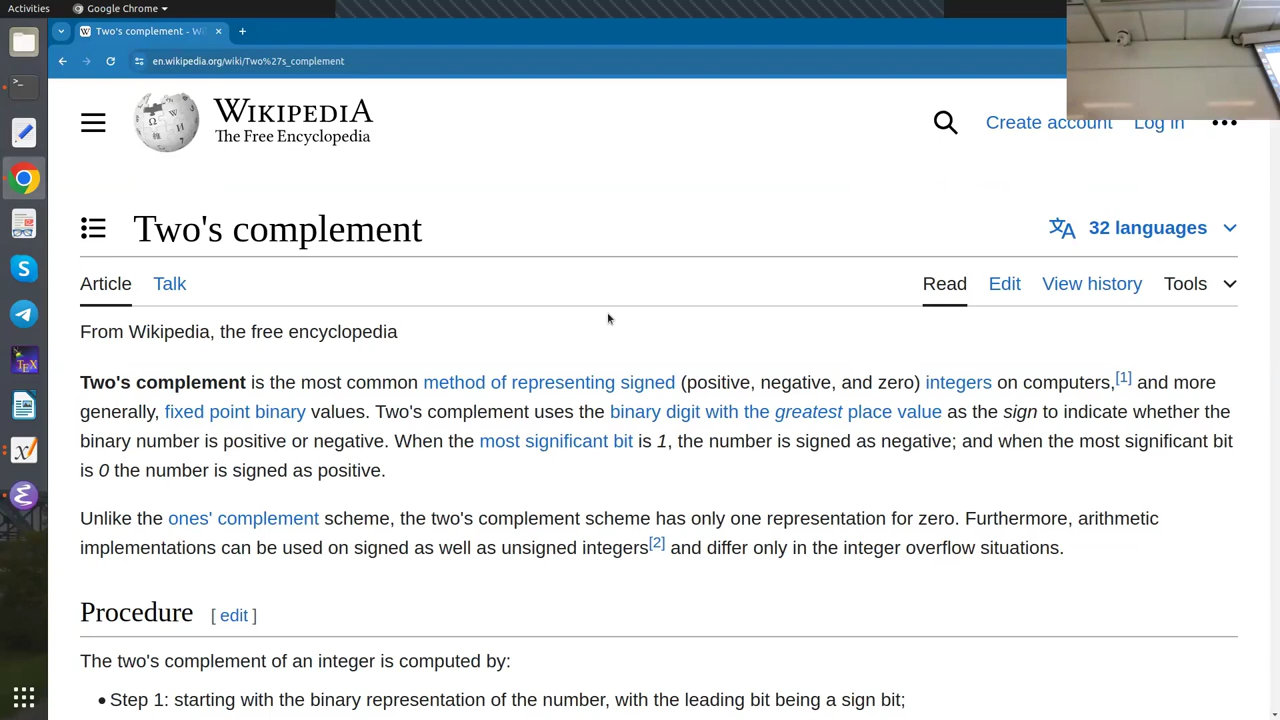 Activities
Google Chrome
Two's complement - Wi
en.wikipedia.org/wiki/Two%27s_complement
WIKIPEDIA
The Free Encyclopedia
Create account
Log in
Two's complement
32 languages
Article
Talk
Read
Edit
View history
Tools
From Wikipedia, the free encyclopedia
Two's complement is the most common method of representing signed (positive, negative, and zero) integers on computers,[1] and more
generally, fixed point binary values. Two's complement uses the binary digit with the greatest place value as the sign to indicate whether the
binary number is positive or negative. When the most significant bit is 1, the number is signed as negative; and when the most significant bit
is 0 the number is signed as positive.
Unlike the ones' complement scheme, the two's complement scheme has only one representation for zero. Furthermore, arithmetic
implementations can be used on signed as well as unsigned integers[2] and differ only in the integer overflow situations.
Procedure [ edit ]
The two's complement of an integer is computed by:
• Step 1: starting with the binary representation of the number, with the leading bit being a sign bit;